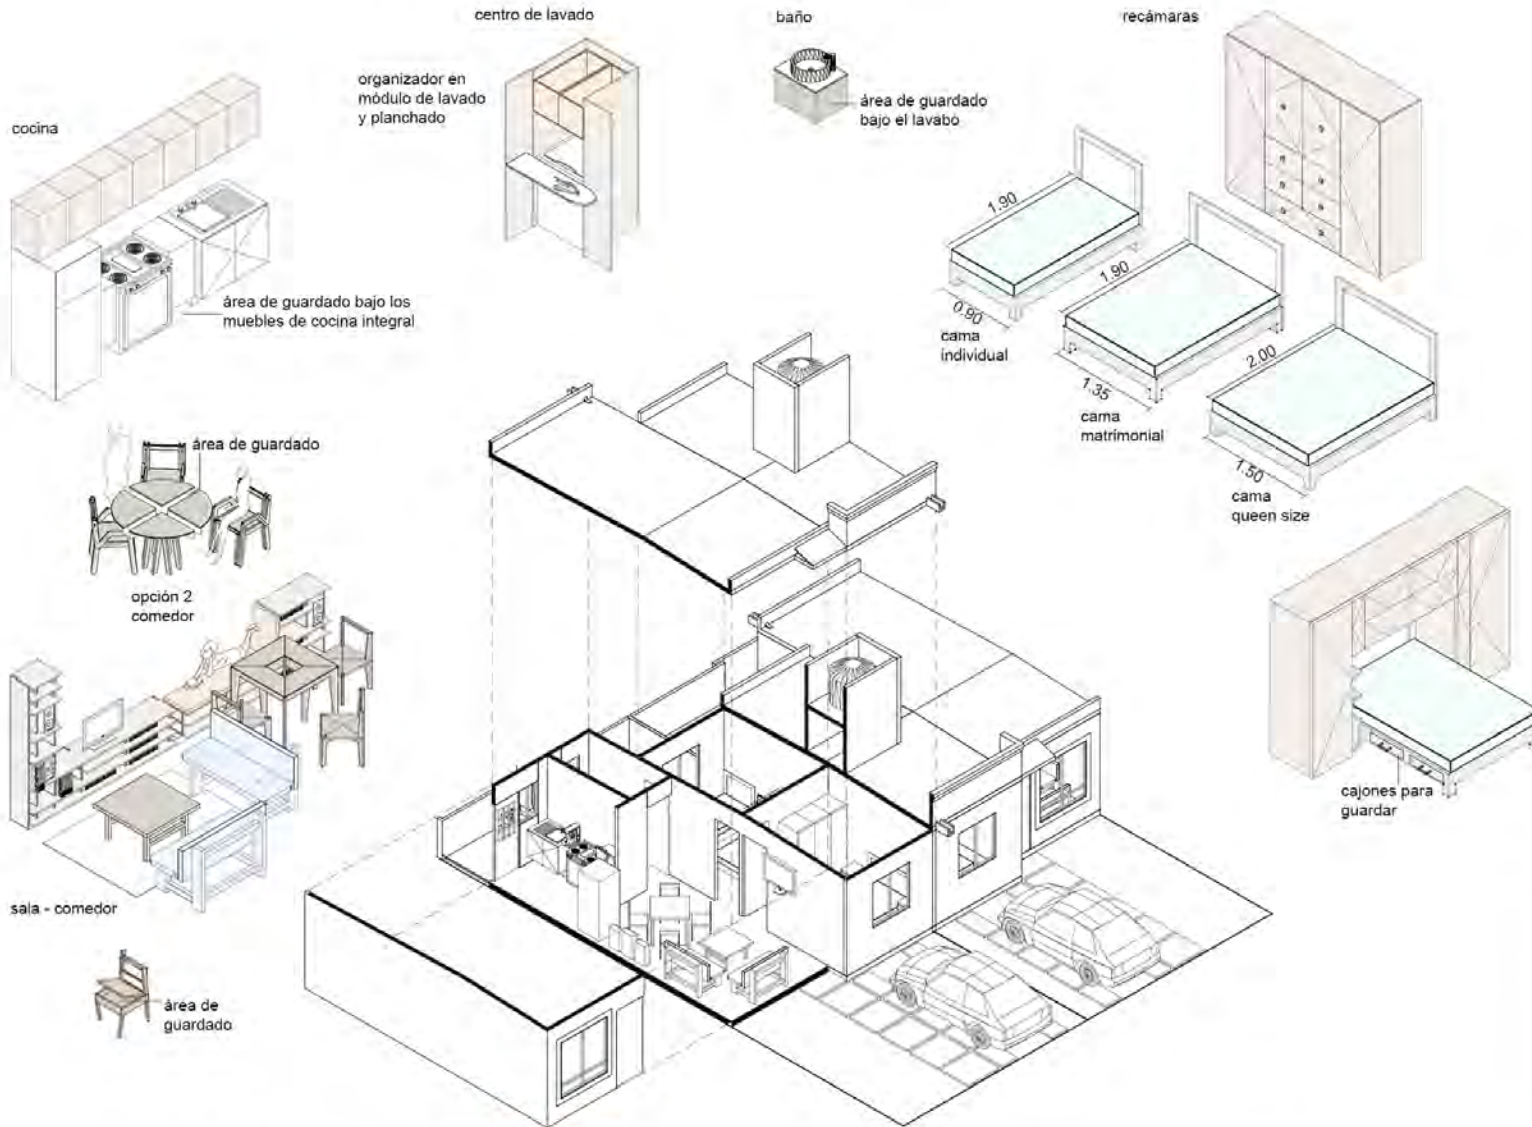 centro de lavado
baño
recámaras
organizador en
módulo de lavado
y planchado
área de guardado
bajo el lavabo
cocina
área de guardado bajo los
muebles de cocina integral
1.90
0.90
cama
individual
1.90
1.35
cama
matrimonial
2.00
1.50
cama
queen size
área de guardado
opción 2
comedor
cajones para
guardar
sala - comedor
área de
guardado